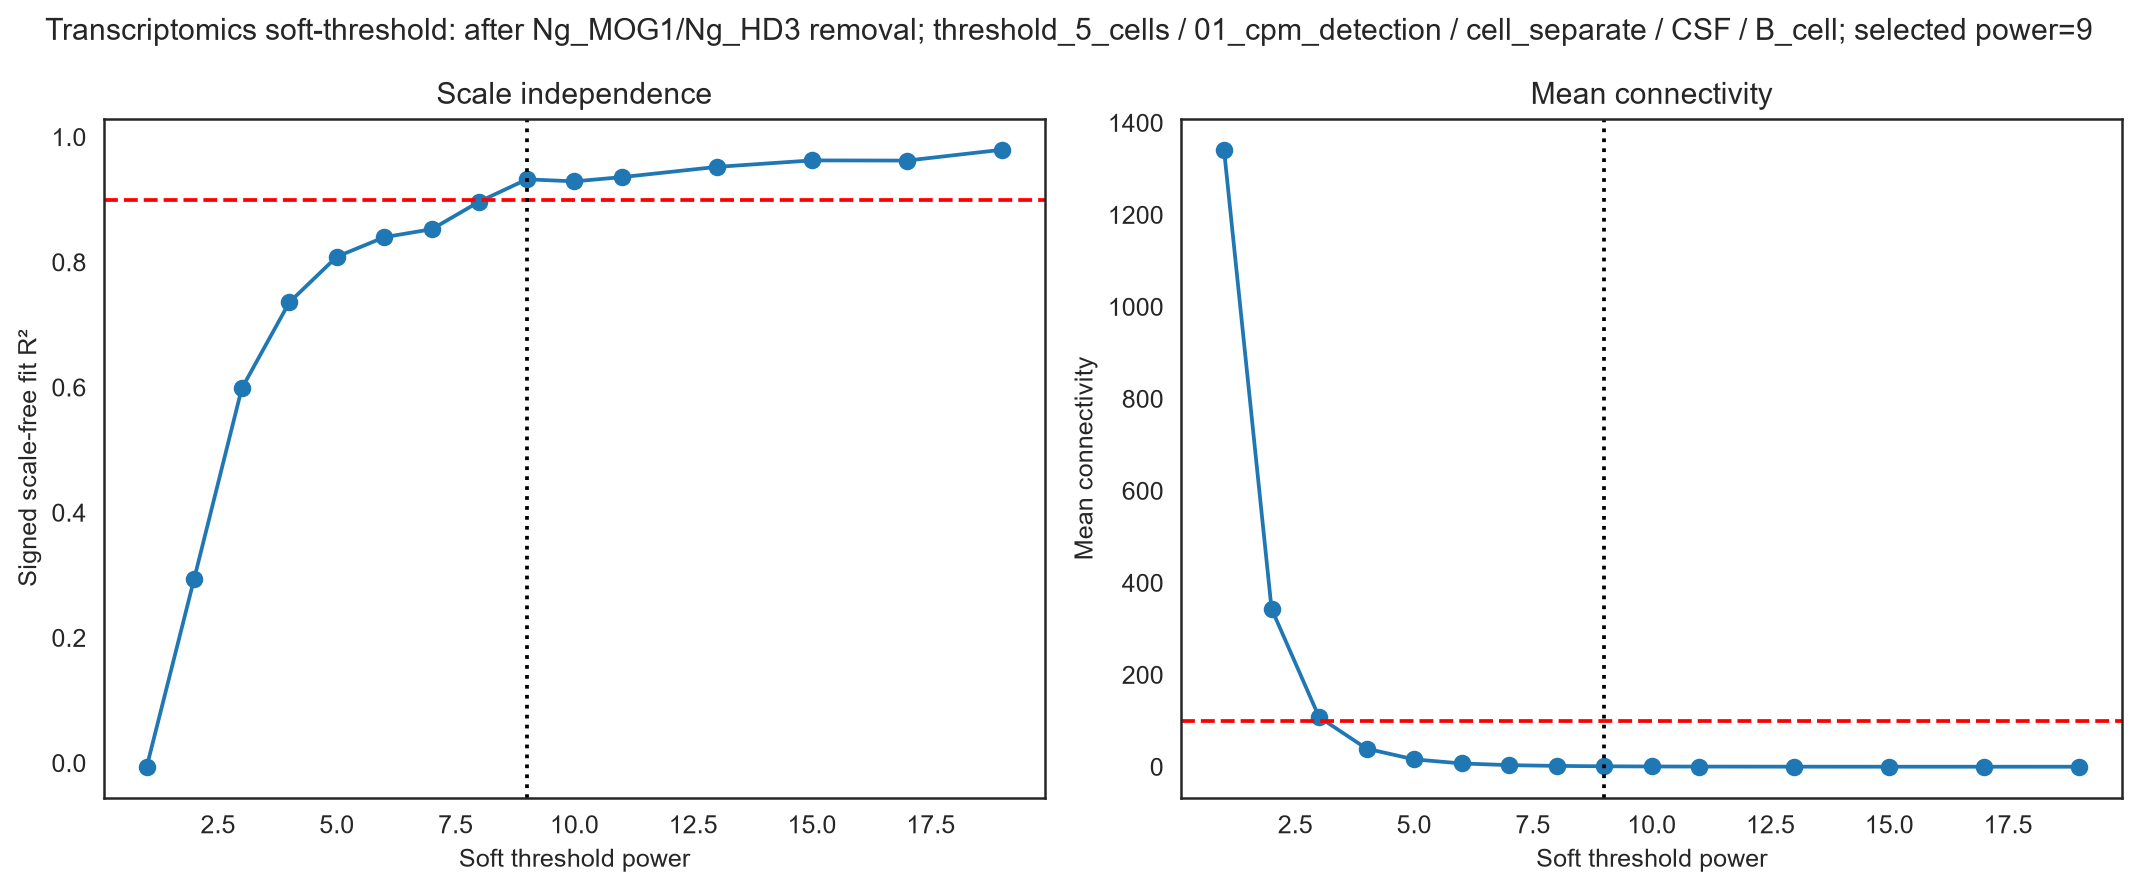 Transcriptomics soft-threshold: after Ng_MOG1/Ng_HD3 removal; threshold_5_cells / 01_cpm_detection / cell_separate / CSF / B_cell; selected power=9
Scale independence
Signed scale-free fit R²
1.0
0.8
0.6
0.4
0.2
0.0
2.5 5.0 7.5 10.0 12.5 15.0 17.5
Soft threshold power
Mean connectivity
Mean connectivity
1400
1200
1000
800
600
400
200
0
2.5 5.0 7.5 10.0 12.5 15.0 17.5
Soft threshold power